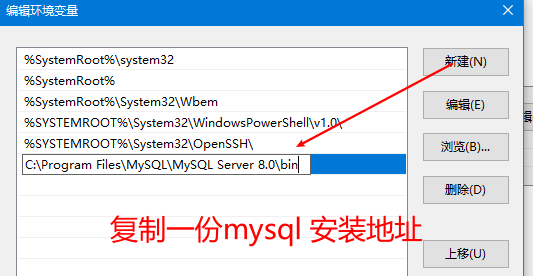 编辑环境变量
%SystemRoot%\system32
%SystemRoot%
%SystemRoot%\System32\Wbem
%SYSTEMROOT%\System32\WindowsPowerShell\v1.0\
%SYSTEMROOT%\System32\OpenSSH\
C:\Program Files\MySQL\MySQL Server 8.0\bin
新建(N)
编辑(E)
浏览(B)...
删除(D)
上移(U)
复制一份mysql 安装地址